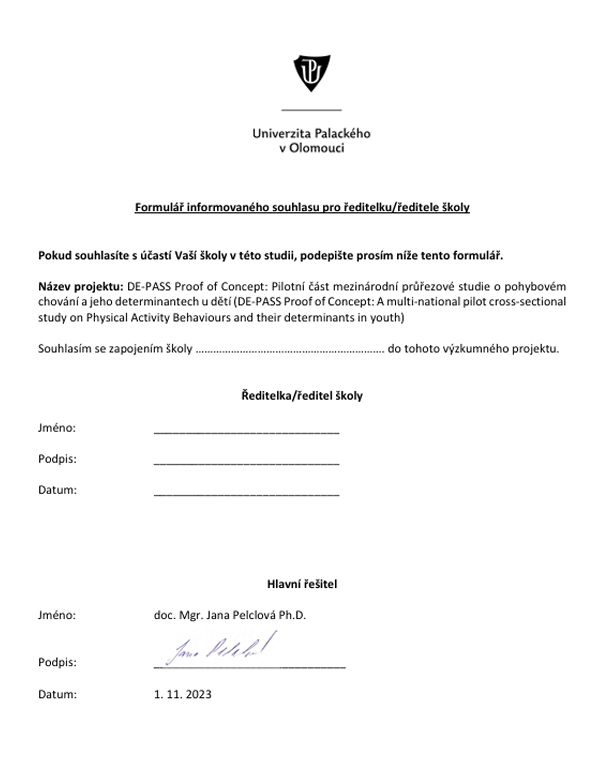 Univerzita Palackého
v Olomouci
Formulář informovaného souhlasu pro ředitelku/ředitele školy
Pokud souhlasíte s účastí Vaší školy v této studii, podepište prosím níže tento formulář.
Název projektu: DE-PASS Proof of Concept: Pilotní část mezinárodní průřezové studie o pohybovém
chování a jeho determinantech u dětí (DE-PASS Proof of Concept: A multi-national pilot cross-sectional
study on Physical Activity Behaviours and their determinants in youth)
Souhlasím se zapojením školy ………………………………………………. do tohoto výzkumného projektu.
Ředitelka/ředitel školy
Jméno: ______________________________
Podpis: ______________________________
Datum: ______________________________
Hlavní řešitel
Jméno: doc. Mgr. Jana Pelclová Ph.D.
Podpis: Jana Pelclová
Datum: 1. 11. 2023